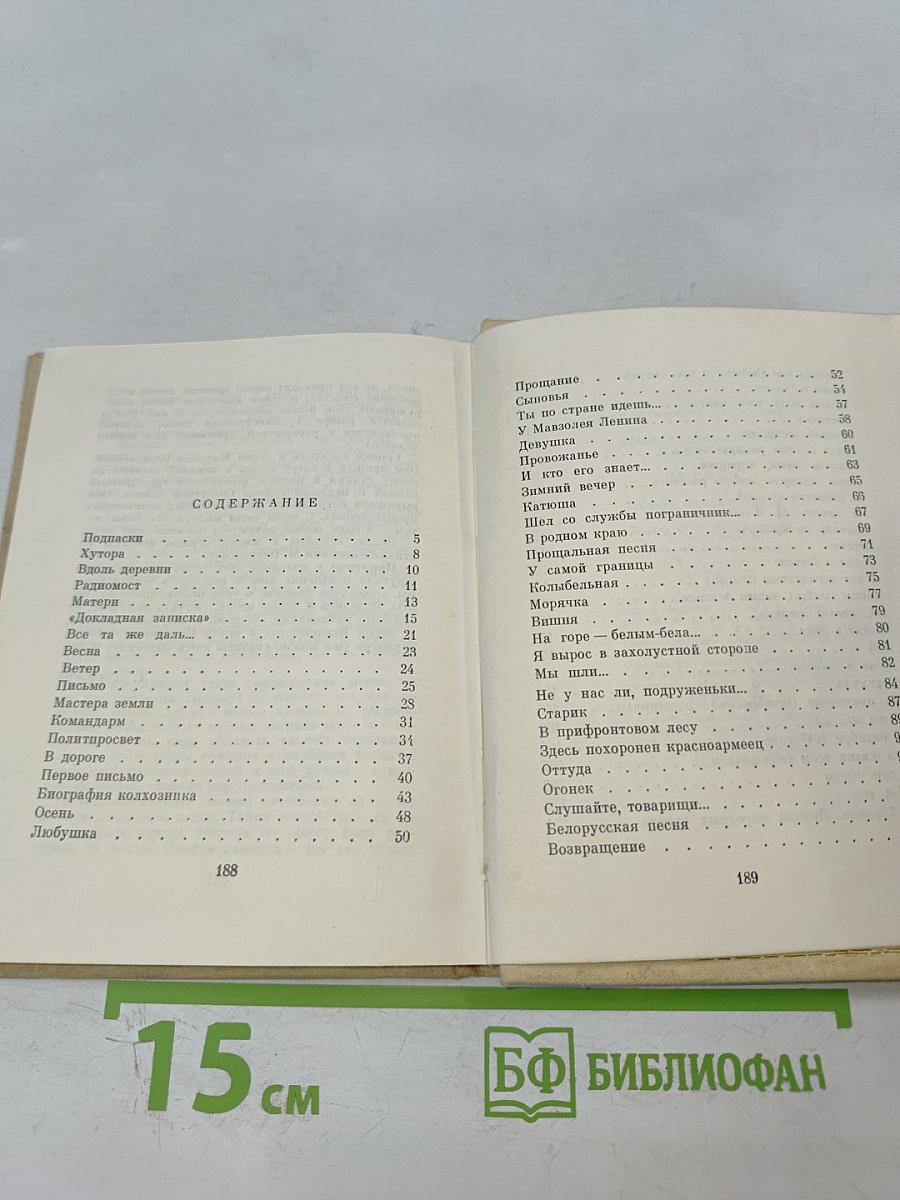 СОДЕРЖАНИЕ
Подпаски . . . . . . . . . . . . . . . 5
Хутора . . . . . . . . . . . . . . . . 8
Вдоль деревни . . . . . . . . . . . . 10
Радиомост . . . . . . . . . . . . . . 11
Матери . . . . . . . . . . . . . . . . 13
«Докладная записка» . . . . . . . . . 15
Все та же даль... . . . . . . . . . . 21
Весна . . . . . . . . . . . . . . . . 23
Ветер . . . . . . . . . . . . . . . . 24
Письмо . . . . . . . . . . . . . . . . 25
Мастера земли . . . . . . . . . . . . 28
Командарм . . . . . . . . . . . . . . 31
Политпросвет . . . . . . . . . . . . . 34
В дороге . . . . . . . . . . . . . . . 37
Первое письмо . . . . . . . . . . . . 40
Биография колхозника . . . . . . . . . 43
Осень . . . . . . . . . . . . . . . . 48
Любушка . . . . . . . . . . . . . . . 50
188
Прощание . . . . . . . . . . . . . . . 52
Сыновья . . . . . . . . . . . . . . . 54
Ты по стране идешь... . . . . . . . . 57
У Мавзолея Ленина . . . . . . . . . . 58
Девушка . . . . . . . . . . . . . . . 60
Провожанье . . . . . . . . . . . . . . 61
И кто его знает... . . . . . . . . . . 63
Зимний вечер . . . . . . . . . . . . . 65
Катюша . . . . . . . . . . . . . . . . 66
Шел со службы пограничник... . . . . . 67
В родном краю . . . . . . . . . . . . 69
Прощальная песня . . . . . . . . . . . 71
У самой границы . . . . . . . . . . . 73
Колыбельная . . . . . . . . . . . . . 75
Морячка . . . . . . . . . . . . . . . 77
Вишня . . . . . . . . . . . . . . . . 79
На горе — белым-бела... . . . . . . . 80
Я вырос в захолустной стороне . . . . 81
Мы шли... . . . . . . . . . . . . . . 82
Не у нас ли, подруженьки... . . . . . 84
Старик . . . . . . . . . . . . . . . . 87
В прифронтовом лесу . . . . . . . . . 89
Здесь похоронен красноармеец . . . . . 9
Оттуда . . . . . . . . . . . . . . . . 9
Огонек . . . . . . . . . . . . . . . .
Слушайте, товарищи... . . . . . . . .
Белорусская песня . . . . . . . . . .
Возвращение . . . . . . . . . . . . .
189
15 см
БФ БИБЛИОФАН